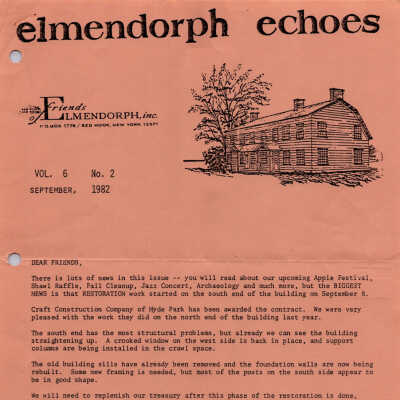 elmendorph echoes
Friends
of ELMENDORPH, inc.
P.O. BOX 1776 / RED HOOK, NEW YORK 12571
VOL. 6 No. 2
SEPTEMBER, 1982
DEAR FRIENDS,
There is lots of news in this issue -- you will read about our upcoming Apple Festival,
Shawl Raffle, Fall Cleanup, Jazz Concert, Archaeology and much more, but the BIGGEST
NEWS is that RESTORATION work started on the south end of the building on September 8.
Craft Construction Company of Hyde Park has been awarded the contract. We were very
pleased with the work they did on the north end of the building last year.
The south end has the most structural problems, but already we can see the building
straightening up. A crooked window on the west side is back in place, and support
columns are being installed in the crawl space.
The old building sills have already been removed and the foundation walls are now being
rebuilt. Some new framing is needed, but most of the posts on the south side appear to
be in good shape.
We will need to replenish our treasury after this phase of the restoration is done,